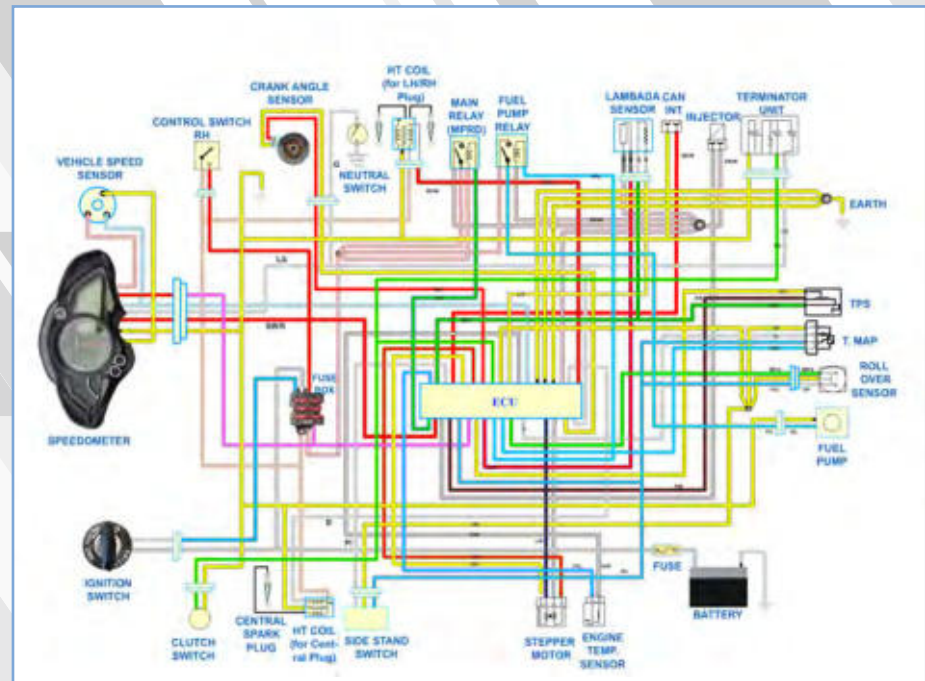 HT COIL
(for LH/RH
Plug)
CRANK ANGLE
SENSOR
MAIN
RELAY
(MPRD)
FUEL
PUMP
RELAY
LAMBADA
SENSOR
CAN
INT
INJECTOR
TERMINATOR
UNIT
CONTROL SWITCH
RH
VEHICLE SPEED
SENSOR
NEUTRAL
SWITCH
EARTH
LG
TPS
T. MAP
ROLL
OVER
SENSOR
FUSE
BOX
ECU
SPEEDOMETER
FUEL
PUMP
IGNITION
SWITCH
FUSE
BATTERY
CLUTCH
SWITCH
CENTRAL
SPARK
PLUG
HT COIL
(for Cent-
ral Plug)
SIDE STAND
SWITCH
STEPPER
MOTOR
ENGINE
TEMP.
SENSOR